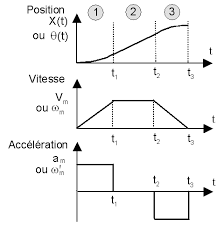 Position
X(t)
ou θ(t)
1 2 3
t
t1 t2 t3
Vitesse
Vm
ou ωm
t
t1 t2 t3
Accélération
am
ou ω'm
t2 t3 t
t1